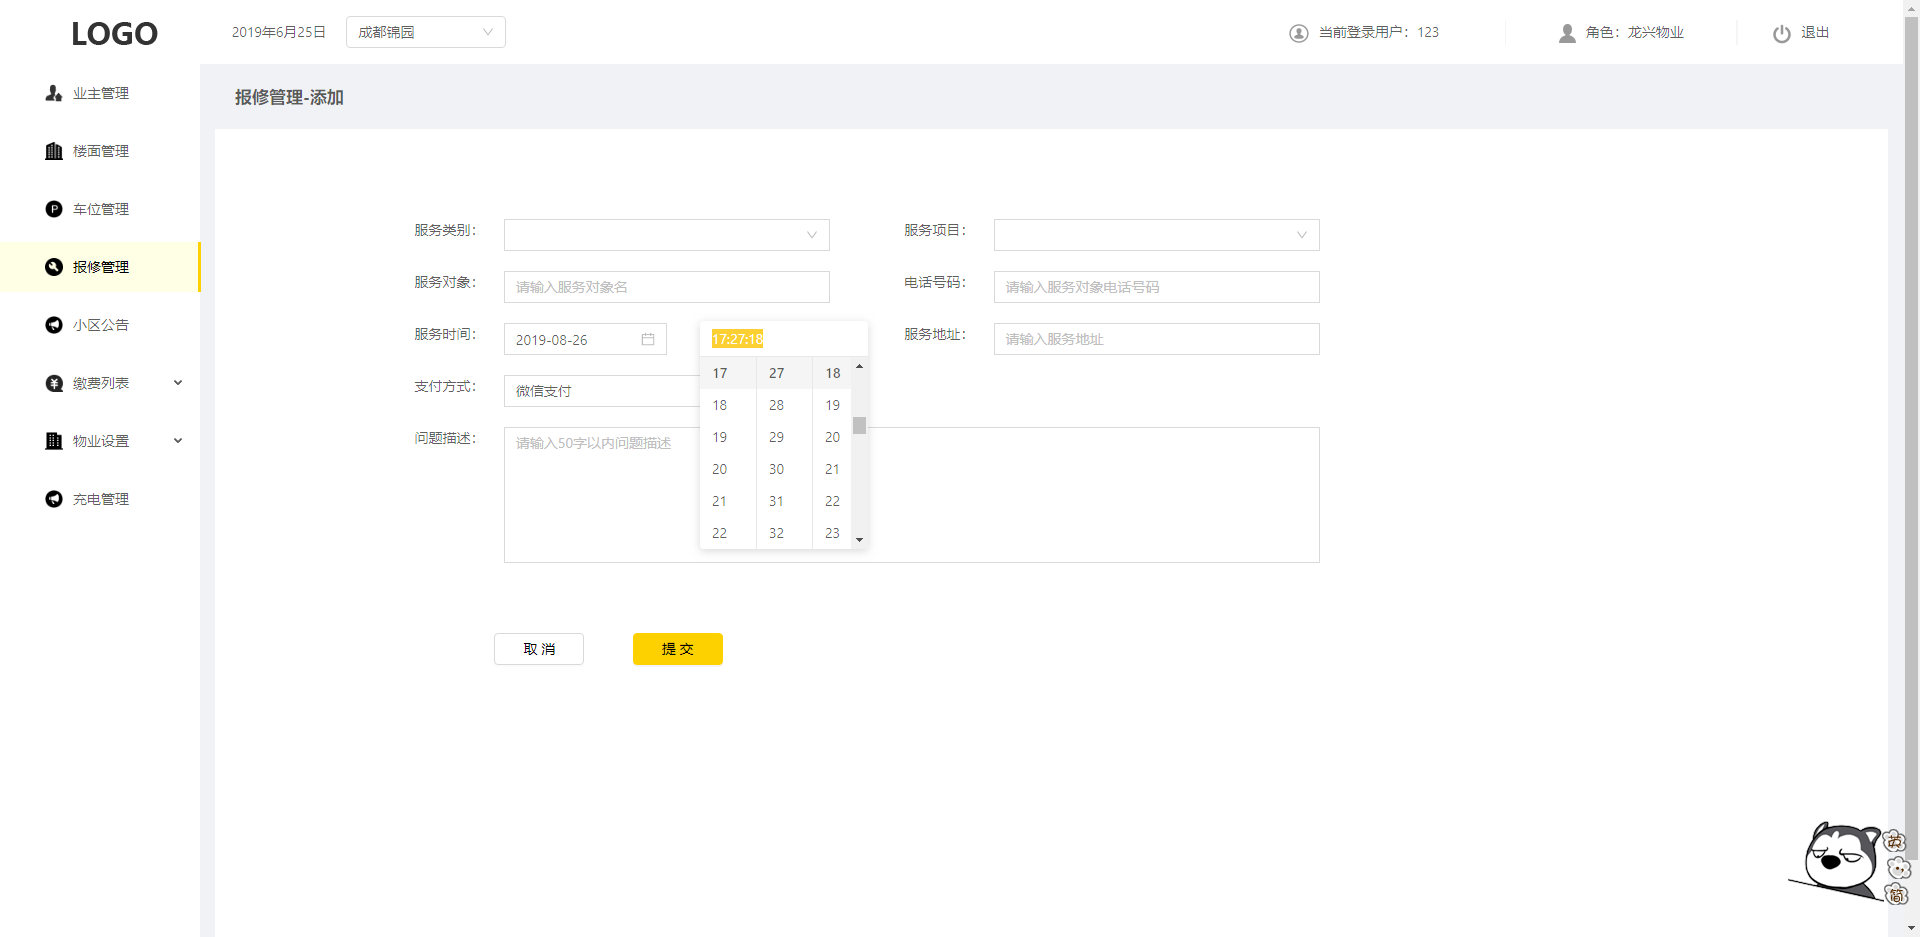 LOGO
2019年6月25日
成都锦园
当前登录用户：123
角色：龙兴物业
退出
业主管理
楼面管理
车位管理
报修管理
小区公告
缴费列表
物业设置
充电管理
报修管理-添加
服务类别：
服务项目：
服务对象：
请输入服务对象名
电话号码：
请输入服务对象电话号码
服务时间：
2019-08-26
17:27:18
服务地址：
请输入服务地址
支付方式：
微信支付
问题描述：
请输入50字以内问题描述
17 27 18
18 28 19
19 29 20
20 30 21
21 31 22
22 32 23
取 消
提 交
英
简